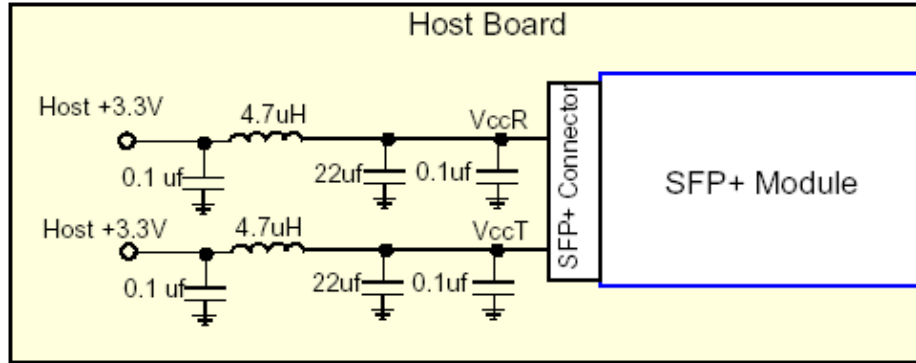 Host Board
Host +3.3V
4.7uH
VccR
0.1 uf
22uf
0.1uf
Host +3.3V
4.7uH
VccT
0.1 uf
22uf
0.1uf
SFP+ Connector
SFP+ Module